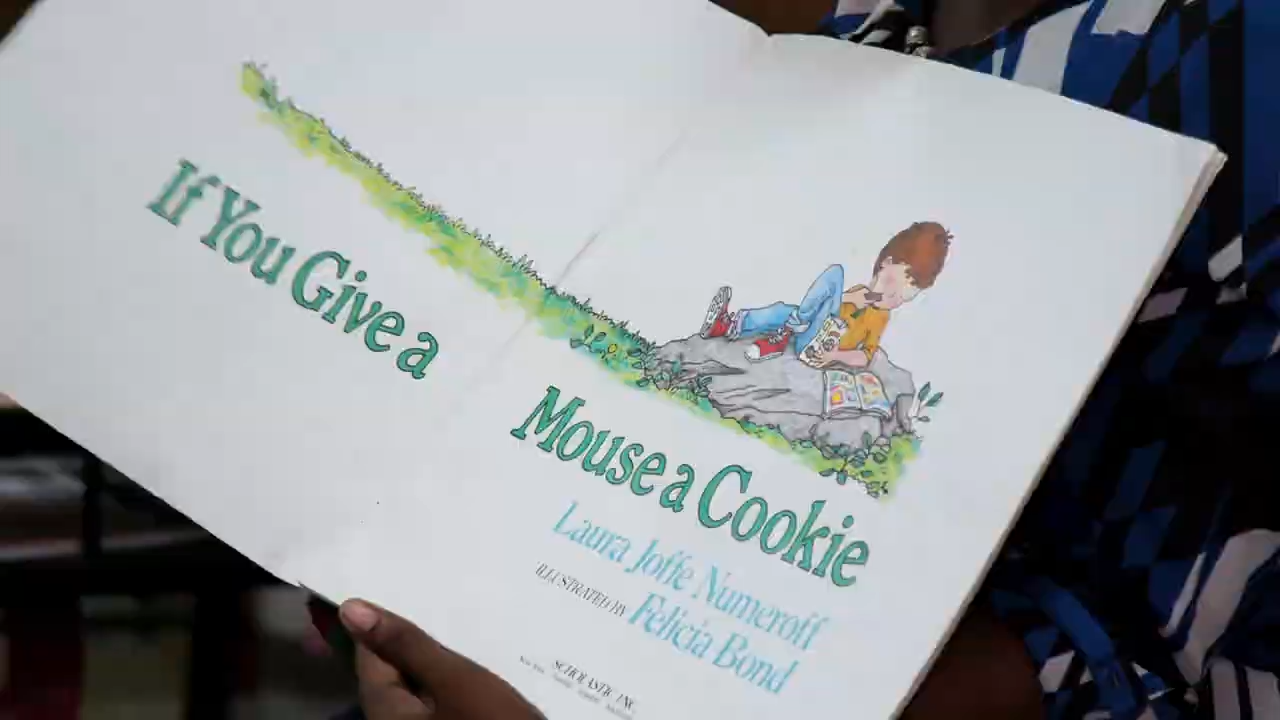 If You Give a
Mouse a Cookie
Laura Joffe Numeroff
ILLUSTRATED BY Felicia Bond
SCHOLASTIC INC.